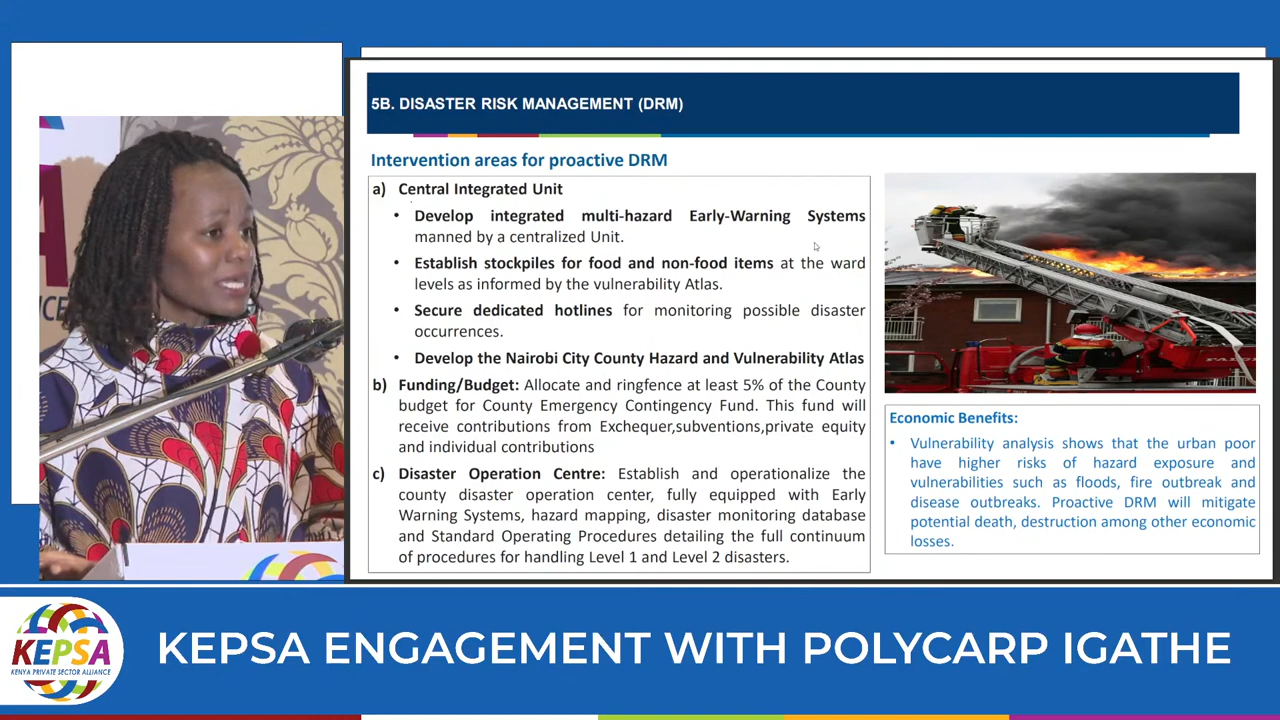 5B. DISASTER RISK MANAGEMENT (DRM)
Intervention areas for proactive DRM
a) Central Integrated Unit
• Develop integrated multi-hazard Early-Warning Systems
manned by a centralized Unit.
• Establish stockpiles for food and non-food items at the ward
levels as informed by the vulnerability Atlas.
• Secure dedicated hotlines for monitoring possible disaster
occurrences.
• Develop the Nairobi City County Hazard and Vulnerability Atlas
b) Funding/Budget: Allocate and ringfence at least 5% of the County
budget for County Emergency Contingency Fund. This fund will
receive contributions from Exchequer,subventions,private equity
and individual contributions
c) Disaster Operation Centre: Establish and operationalize the
county disaster operation center, fully equipped with Early
Warning Systems, hazard mapping, disaster monitoring database
and Standard Operating Procedures detailing the full continuum
of procedures for handling Level 1 and Level 2 disasters.
Economic Benefits:
• Vulnerability analysis shows that the urban poor
have higher risks of hazard exposure and
vulnerabilities such as floods, fire outbreak and
disease outbreaks. Proactive DRM will mitigate
potential death, destruction among other economic
losses.
KEPSA
KENYA PRIVATE SECTOR ALLIANCE
KEPSA ENGAGEMENT WITH POLYCARP IGATHE